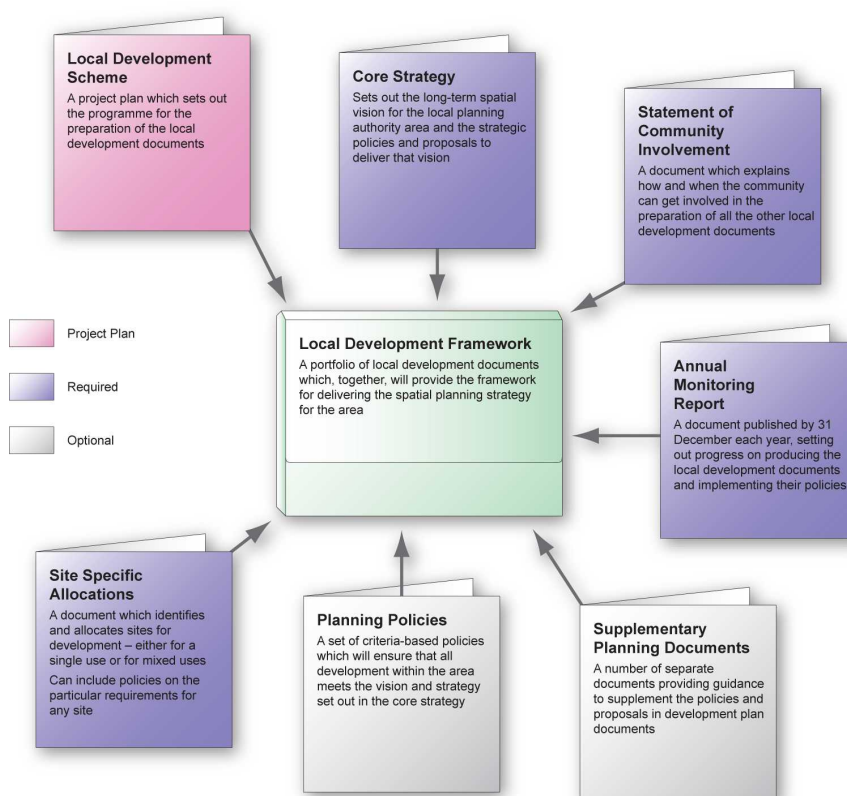 Local Development
Scheme
A project plan which sets out
the programme for the
preparation of the local
development documents
Core Strategy
Sets out the long-term spatial
vision for the local planning
authority area and the strategic
policies and proposals to
deliver that vision
Statement of
Community
Involvement
A document which explains
how and when the community
can get involved in the
preparation of all the other local
development documents
Project Plan
Required
Optional
Local Development Framework
A portfolio of local development documents
which, together, will provide the framework
for delivering the spatial planning strategy
for the area
Annual
Monitoring
Report
A document published by 31
December each year, setting
out progress on producing the
local development documents
and implementing their policies
Site Specific
Allocations
A document which identifies
and allocates sites for
development – either for a
single use or for mixed uses
Can include policies on the
particular requirements for
any site
Planning Policies
A set of criteria-based policies
which will ensure that all
development within the area
meets the vision and strategy
set out in the core strategy
Supplementary
Planning Documents
A number of separate
documents providing guidance
to supplement the policies and
proposals in development plan
documents